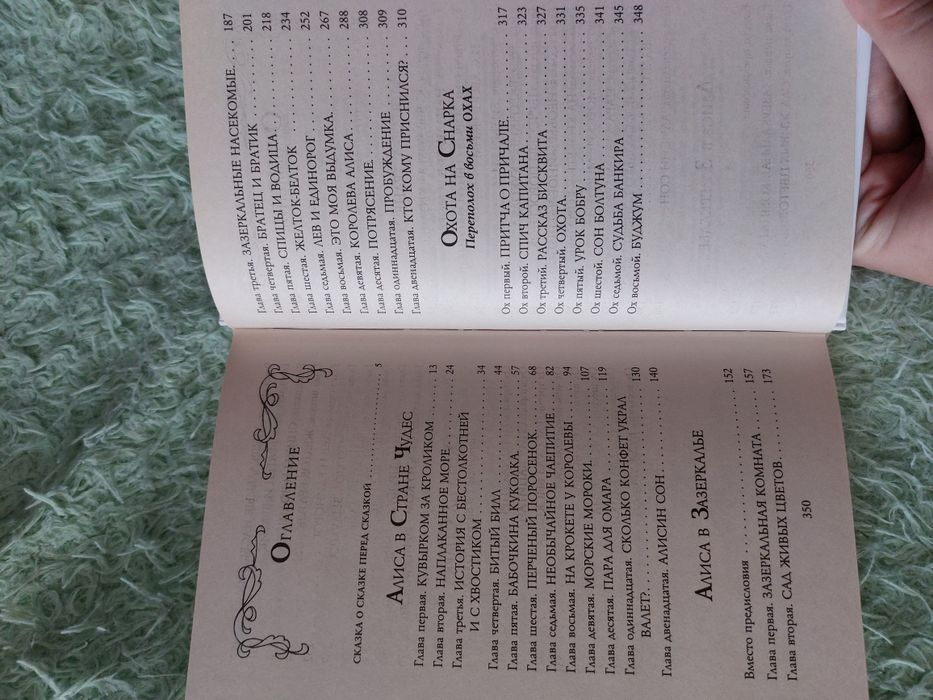 ОГЛАВЛЕНИЕ
СКАЗКА О СКАЗКЕ ПЕРЕД СКАЗКОЙ . . . . . . . . . . . . . . . . . . . . 5
АЛИСА В СТРАНЕ ЧУДЕС
Глава первая. КУВЫРКОМ ЗА КРОЛИКОМ . . . . . . . . . 13
Глава вторая. НАПЛАКАННОЕ МОРЕ. . . . . . . . . . . . . 24
Глава третья. ИСТОРИЯ С БЕСТОЛКОТНЕЙ
И С ХВОСТИКОМ . . . . . . . . . . . . . . . . . . . . 34
Глава четвертая. БИТЫЙ БИЛЛ . . . . . . . . . . . . . . . 44
Глава пятая. БАБОЧКИНА КУКОЛКА. . . . . . . . . . . . . 57
Глава шестая. ПЕРЧЕНЫЙ ПОРОСЕНОК. . . . . . . . . . 68
Глава седьмая. НЕОБЫЧАЙНОЕ ЧАЕПИТИЕ. . . . . . . 82
Глава восьмая. НА КРОКЕТЕ У КОРОЛЕВЫ . . . . . . . . 94
Глава девятая. МОРСКИЕ МОРОКИ. . . . . . . . . . . . . 107
Глава десятая. ПАРА ДЛЯ ОМАРА . . . . . . . . . . . . . 119
Глава одиннадцатая. СКОЛЬКО КОНФЕТ УКРАЛ
ВАЛЕТ?. . . . . . . . . . . . . . . . . . . . . . . . . 130
Глава двенадцатая. АЛИСИН СОН. . . . . . . . . . . . . 140
АЛИСА В ЗАЗЕРКАЛЬЕ
Вместо предисловия . . . . . . . . . . . . . . . . . . . . . 152
Глава первая. ЗАЗЕРКАЛЬНАЯ КОМНАТА . . . . . . . . 157
Глава вторая. САД ЖИВЫХ ЦВЕТОВ. . . . . . . . . . . . 173
350
Глава третья. ЗАЗЕРКАЛЬНЫЕ НАСЕКОМЫЕ. . . . 187
Глава четвертая. БРАТЕЦ И БРАТИК . . . . . . . . . . . 201
Глава пятая. СПИЦЫ И ВОДИЦА . . . . . . . . . . . . . 218
Глава шестая. ЖЕЛТОК-БЕЛТОК . . . . . . . . . . . . . 234
Глава седьмая. ЛЕВ И ЕДИНОРОГ . . . . . . . . . . . . 252
Глава восьмая. ЭТО МОЯ ВЫДУМКА. . . . . . . . . . . 267
Глава девятая. КОРОЛЕВА АЛИСА . . . . . . . . . . . . 288
Глава десятая. ПОТРЯСЕНИЕ. . . . . . . . . . . . . . . 308
Глава одиннадцатая. ПРОБУЖДЕНИЕ . . . . . . . . . . 309
Глава двенадцатая. КТО КОМУ ПРИСНИЛСЯ? . . . . 310
ОХОТА НА СНАРКА
Переполох в восьми ОХАХ
Ох первый. ПРИТЧА О ПРИЧАЛЕ. . . . . . . . . . . . . 317
Ох второй. СПИЧ КАПИТАНА . . . . . . . . . . . . . . 323
Ох третий. РАССКАЗ БИСКВИТА . . . . . . . . . . . . . 327
Ох четвертый. ОХОТА. . . . . . . . . . . . . . . . . . . 331
Ох пятый. УРОК БОБРУ . . . . . . . . . . . . . . . . . . 335
Ох шестой. СОН БОЛТУНА . . . . . . . . . . . . . . . . 341
Ох седьмой. СУДЬБА БАНКИРА . . . . . . . . . . . . . 345
Ох восьмой. БУДЖУМ . . . . . . . . . . . . . . . . . . . 348